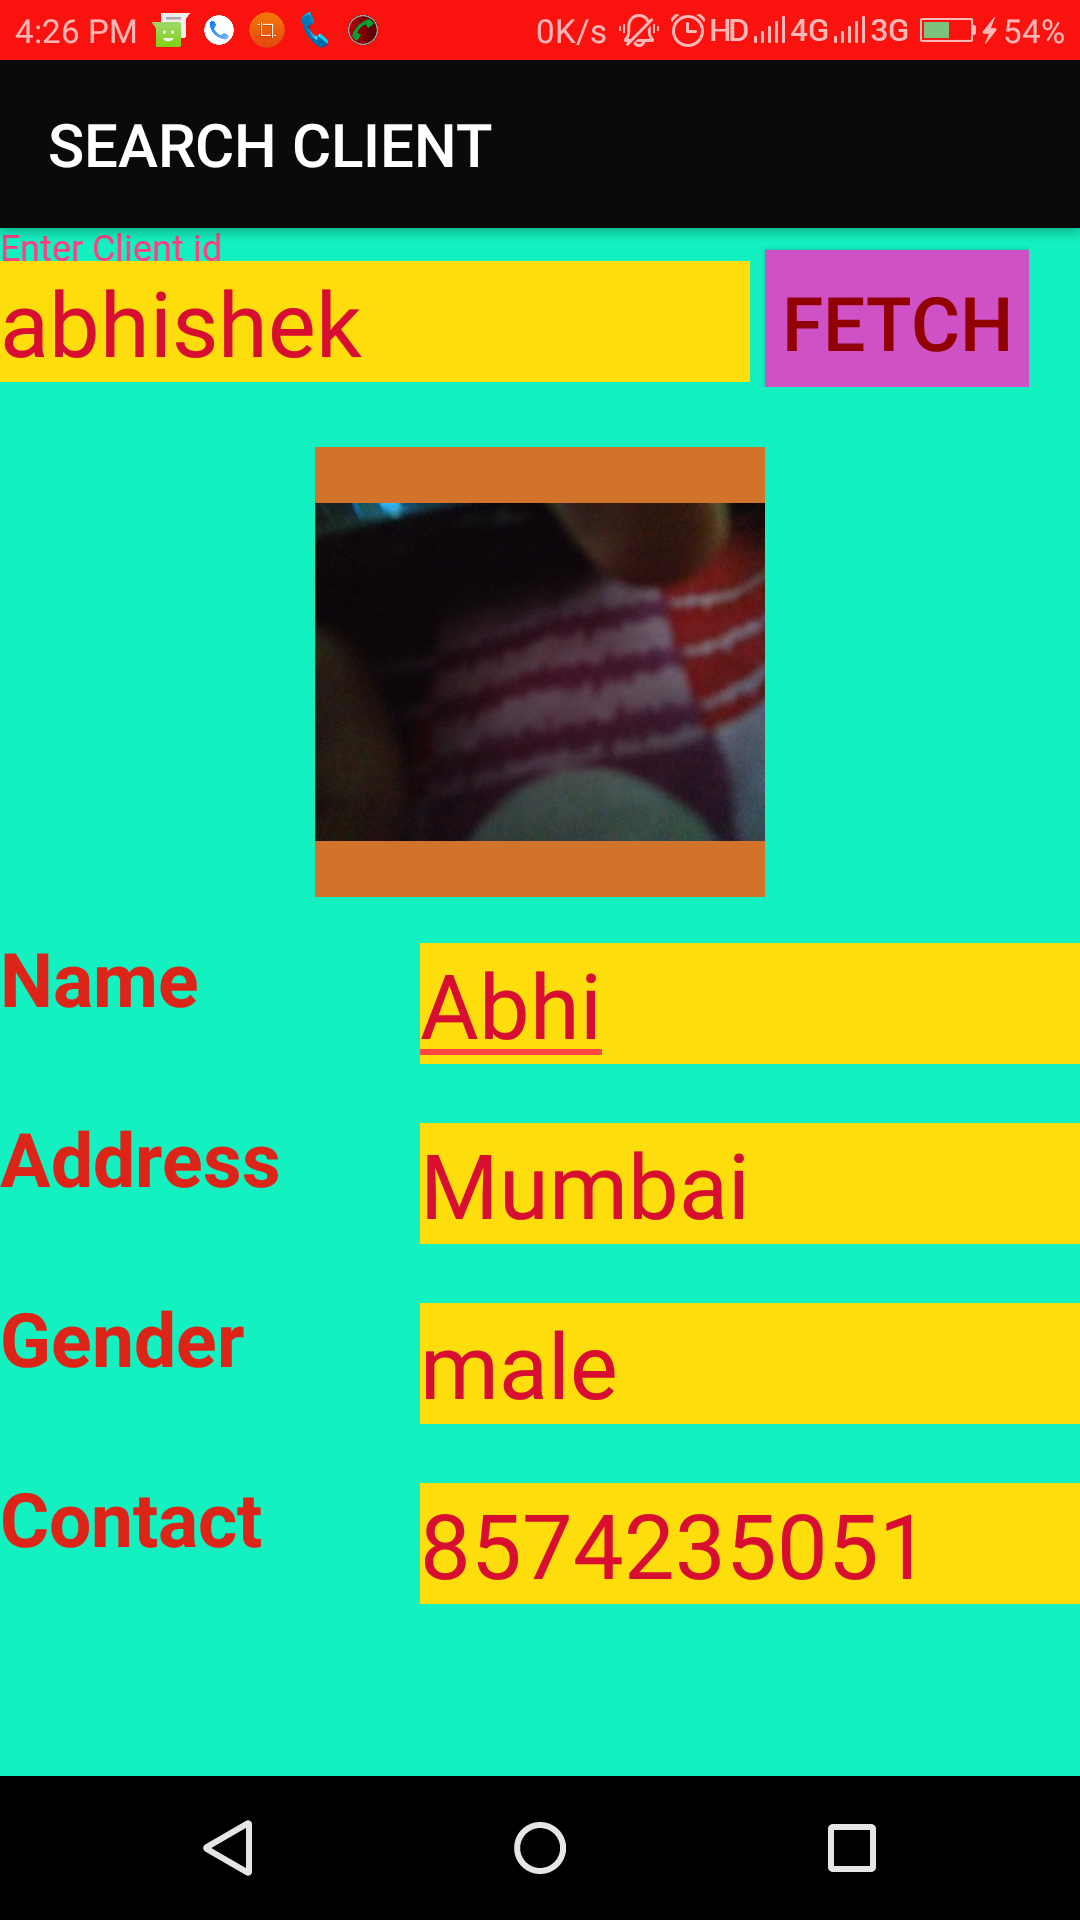 4:26 PM 0K/s HD 4G 3G 54%
SEARCH CLIENT
Enter Client id
abhishek FETCH
Name Abhi
Address Mumbai
Gender male
Contact 8574235051